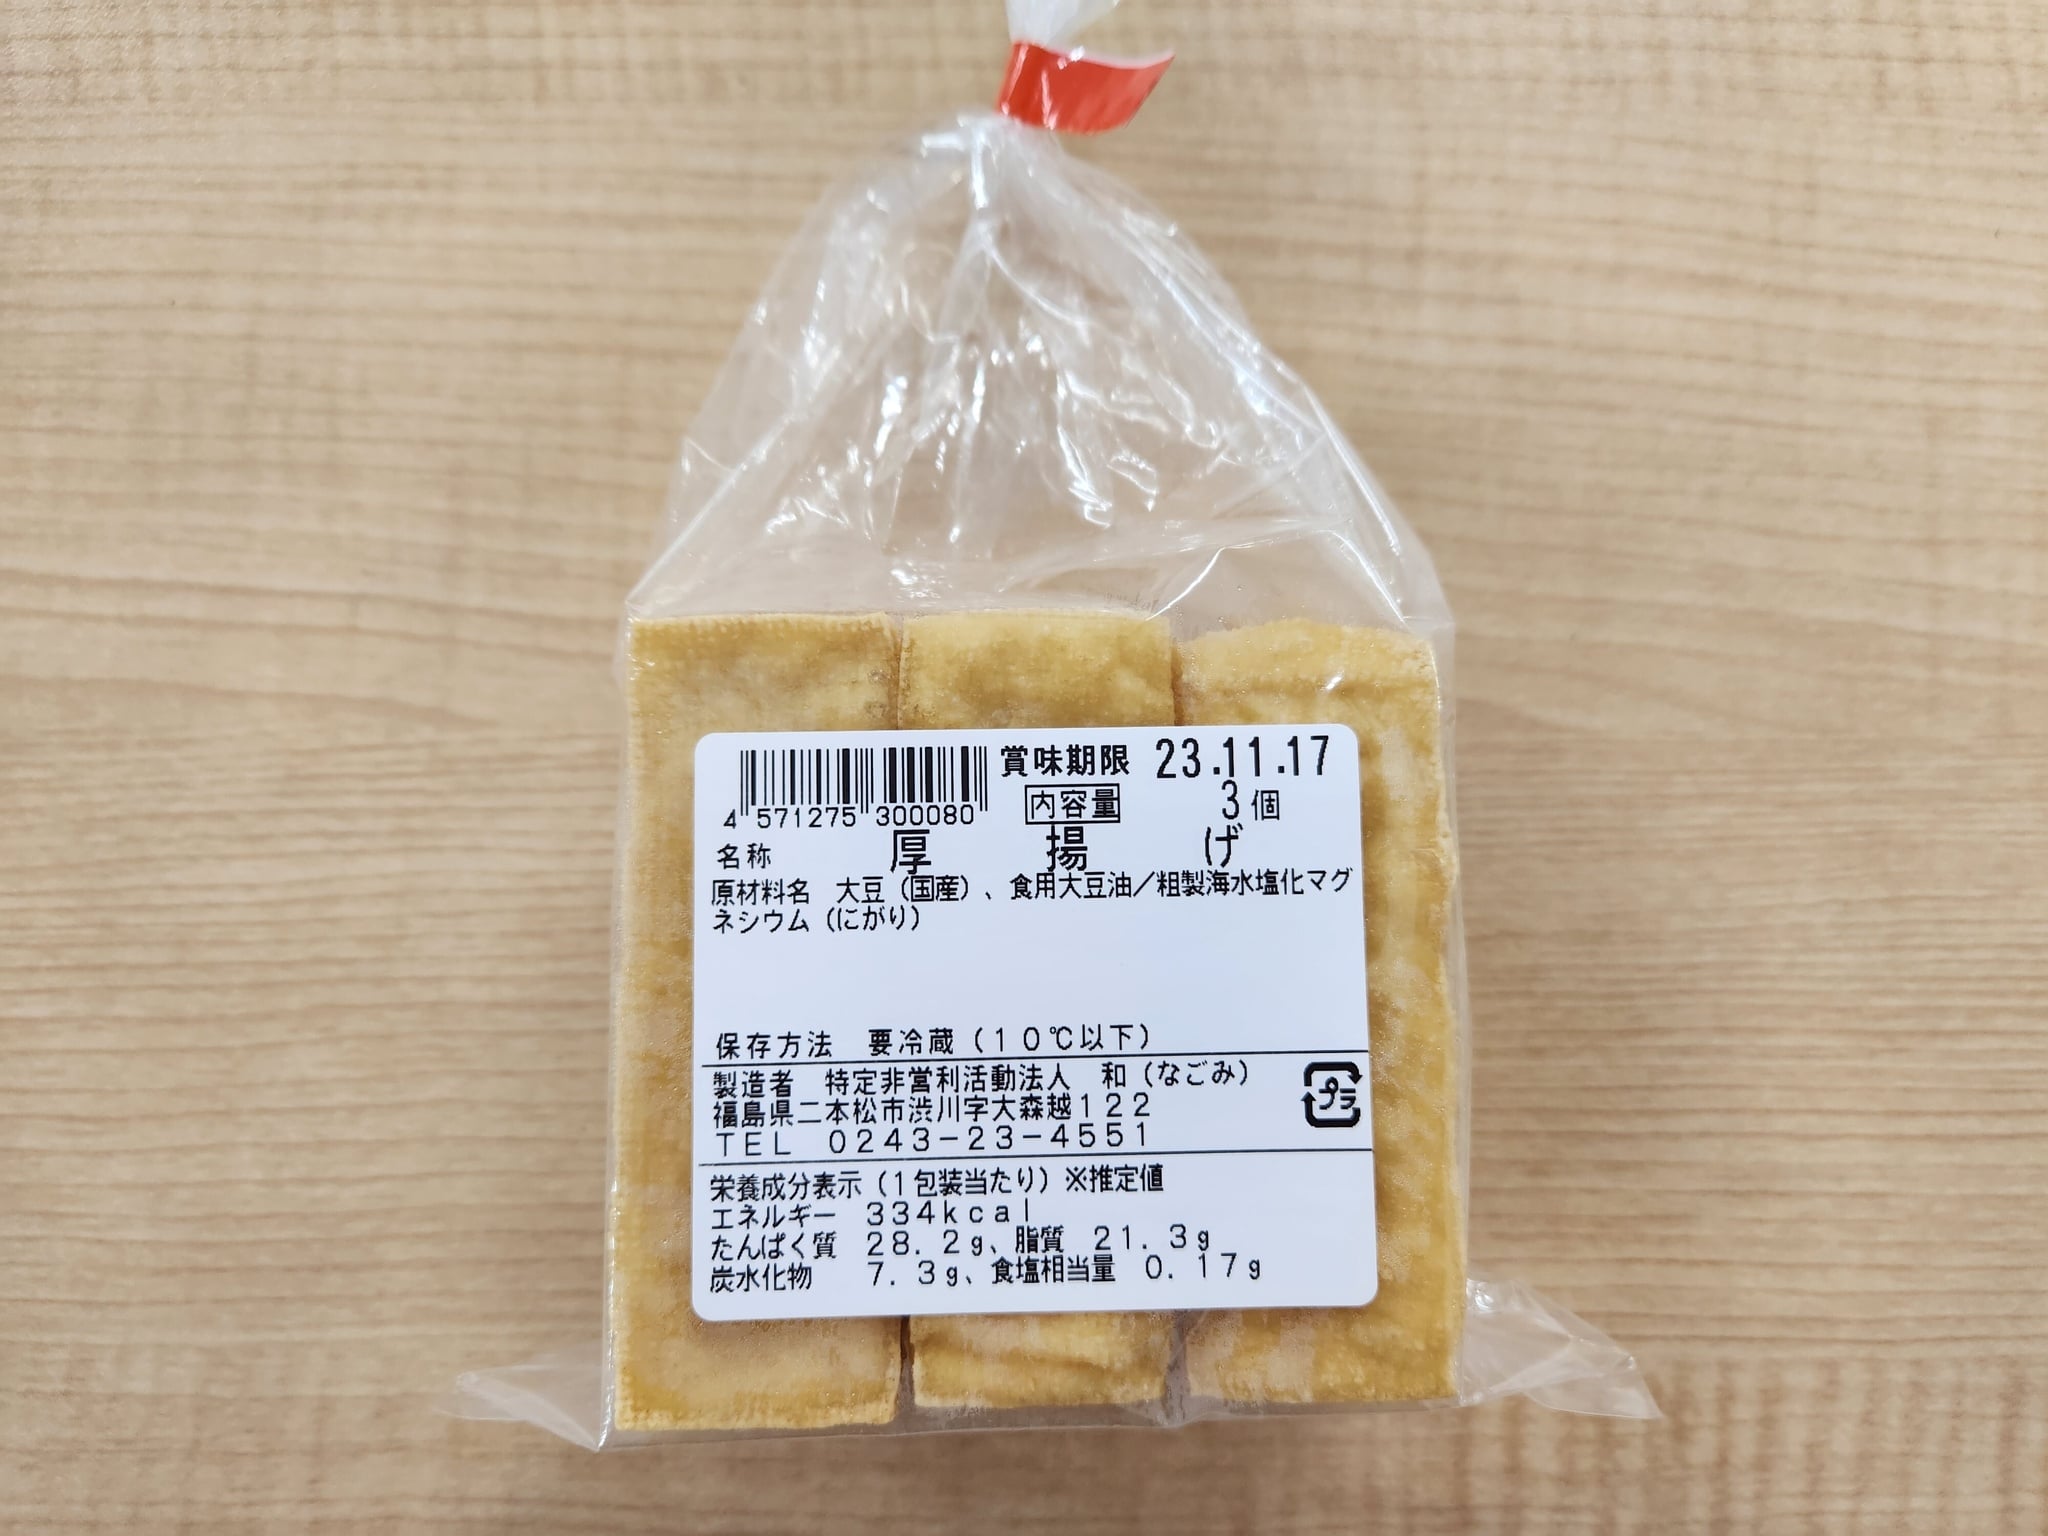 賞味期限 23.11.17
内容量 3個
4 571275 300080
名称 厚揚げ
原材料名 大豆（国産）、食用大豆油／粗製海水塩化マグ
ネシウム（にがり）
保存方法 要冷蔵（１０℃以下）
製造者 特定非営利活動法人 和（なごみ）
福島県二本松市渋川字大森越１２２
ＴＥＬ ０２４３－２３－４５５１
プラ
栄養成分表示（１包装当たり）※推定値
エネルギー ３３４ｋｃａｌ
たんぱく質 ２８．２ｇ、脂質 ２１．３ｇ
炭水化物 ７．３ｇ、食塩相当量 ０．１７ｇ